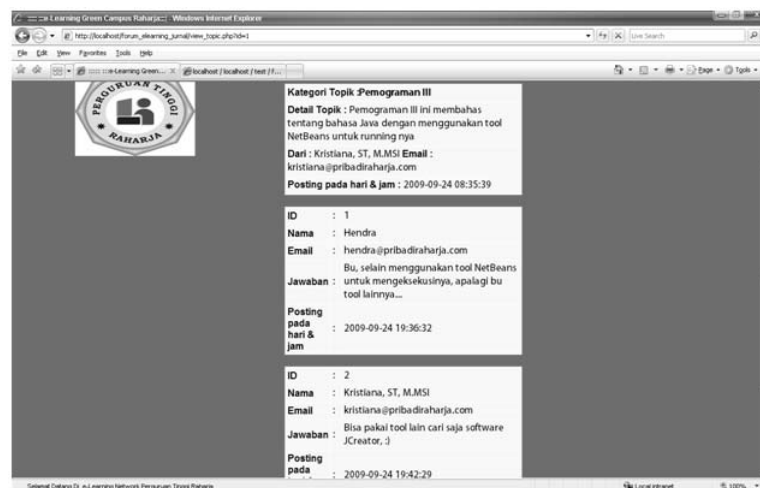 ::: ::::e-Learning Green Campus Raharja::: - Windows Internet Explorer
http://localhost/forum_elearning_jurnal/view_topic.php?id=1
Live Search
File Edit View Favorites Tools Help
::::: :::e-Learning Green...
localhost / localhost / test / f...
Page
Tools
PERGURUAN TINGGI
RAHARJA
Kategori Topik :Pemograman III
Detail Topik : Pemograman III ini membahas
tentang bahasa Java dengan menggunakan tool
NetBeans untuk running nya
Dari : Kristiana, ST, M.MSI Email :
kristiana@pribadiraharja.com
Posting pada hari & jam : 2009-09-24 08:35:39
ID : 1
Nama : Hendra
Email : hendra@pribadiraharja.com
Jawaban : Bu, selain menggunakan tool NetBeans
untuk mengeksekusinya, apalagi bu
tool lainnya...
Posting
pada
hari &
jam : 2009-09-24 19:36:32
ID : 2
Nama : Kristiana, ST, M.MSI
Email : kristiana@pribadiraharja.com
Jawaban : Bisa pakai tool lain cari saja software
JCreator, :)
Posting
pada : 2009-09-24 19:42:29
Selamat Datang Di e-Learning Network Perguruan Tinggi Raharja
Local intranet
100%